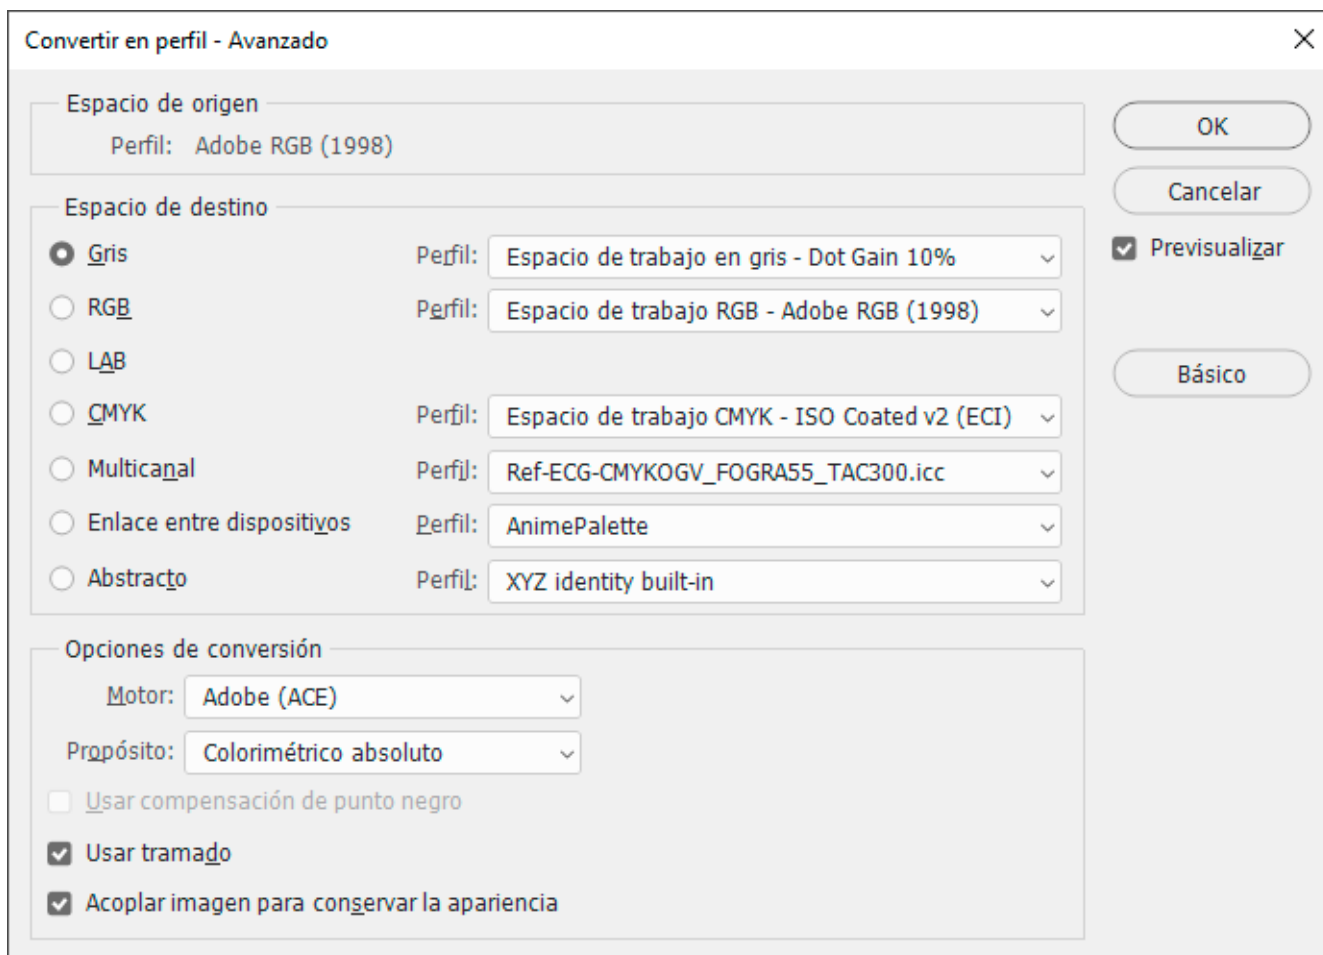 Convertir en perfil - Avanzado
Espacio de origen
Perfil: Adobe RGB (1998)
OK
Cancelar
Previsualizar
Básico
Espacio de destino
Gris Perfil: Espacio de trabajo en gris - Dot Gain 10%
RGB Perfil: Espacio de trabajo RGB - Adobe RGB (1998)
LAB
CMYK Perfil: Espacio de trabajo CMYK - ISO Coated v2 (ECI)
Multicanal Perfil: Ref-ECG-CMYKOGV_FOGRA55_TAC300.icc
Enlace entre dispositivos Perfil: AnimePalette
Abstracto Perfil: XYZ identity built-in
Opciones de conversión
Motor: Adobe (ACE)
Propósito: Colorimétrico absoluto
Usar compensación de punto negro
Usar tramado
Acoplar imagen para conservar la apariencia